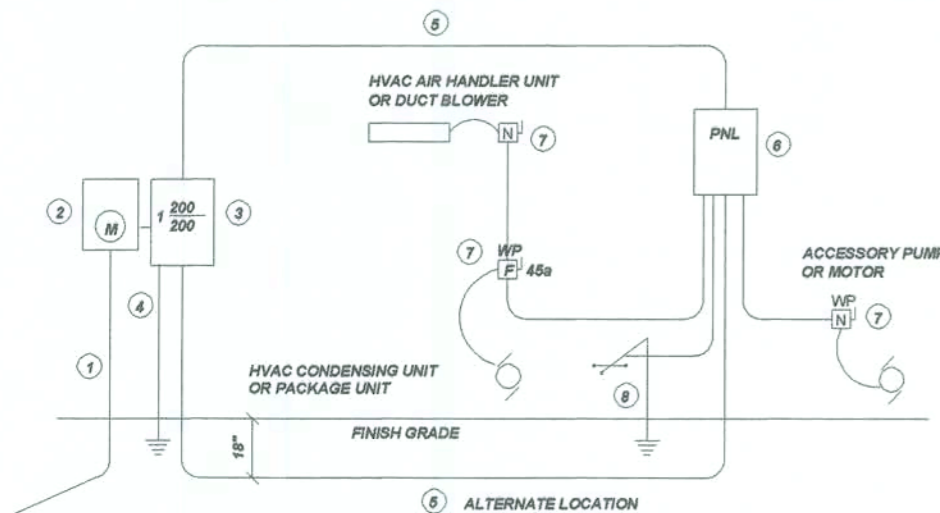 5
HVAC AIR HANDLER UNIT
OR DUCT BLOWER
N
7
PNL
6
2
M
1 200/200
3
7
WP
F 45a
ACCESSORY PUMP
OR MOTOR
WP
N
7
4
1
HVAC CONDENSING UNIT
OR PACKAGE UNIT
8
FINISH GRADE
18"
5 ALTERNATE LOCATION